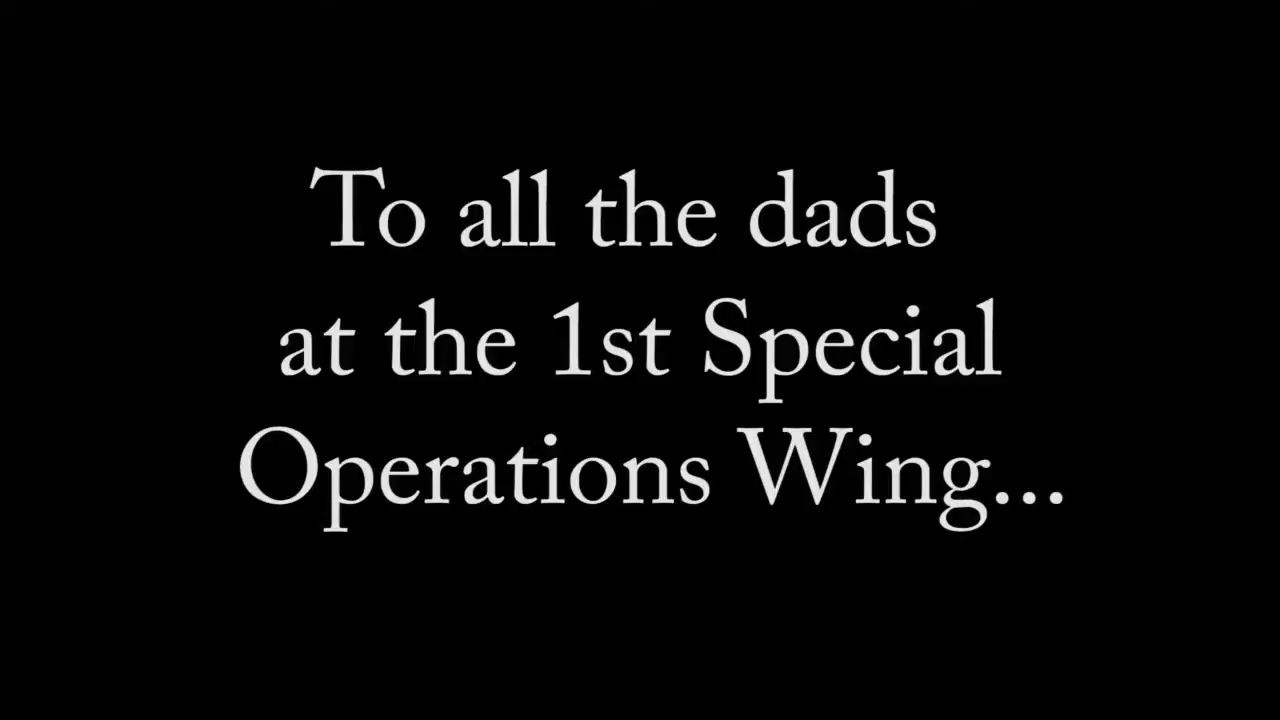 To all the dads
at the 1st Special
Operations Wing...